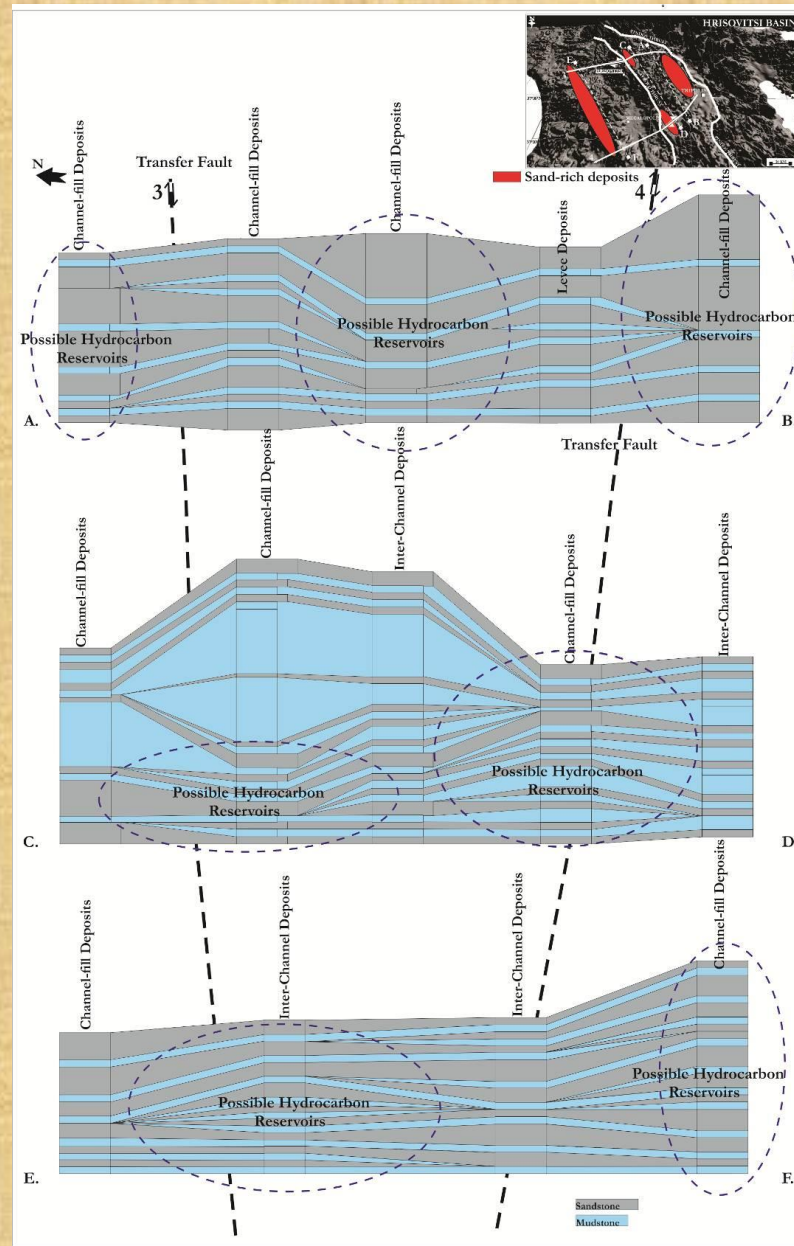 HRISOVITSI BASIN
N
C
A
E
B
D
Sand-rich deposits
N
Transfer Fault
3
4
Channel-fill Deposits
Channel-fill Deposits
Channel-fill Deposits
Levee Deposits
Channel-fill Deposits
Possible Hydrocarbon
Reservoirs
Possible Hydrocarbon
Reservoirs
Possible Hydrocarbon
Reservoirs
A.
B
Transfer Fault
Channel-fill Deposits
Channel-fill Deposits
Inter-Channel Deposits
Channel-fill Deposits
Inter-Channel Deposits
Possible Hydrocarbon
Reservoirs
Possible Hydrocarbon
Reservoirs
C.
D
Channel-fill Deposits
Inter-Channel Deposits
Inter-Channel Deposits
Channel-fill Deposits
Possible Hydrocarbon
Reservoirs
Possible Hydrocarbon
Reservoirs
E.
F.
Sandstone
Mudstone